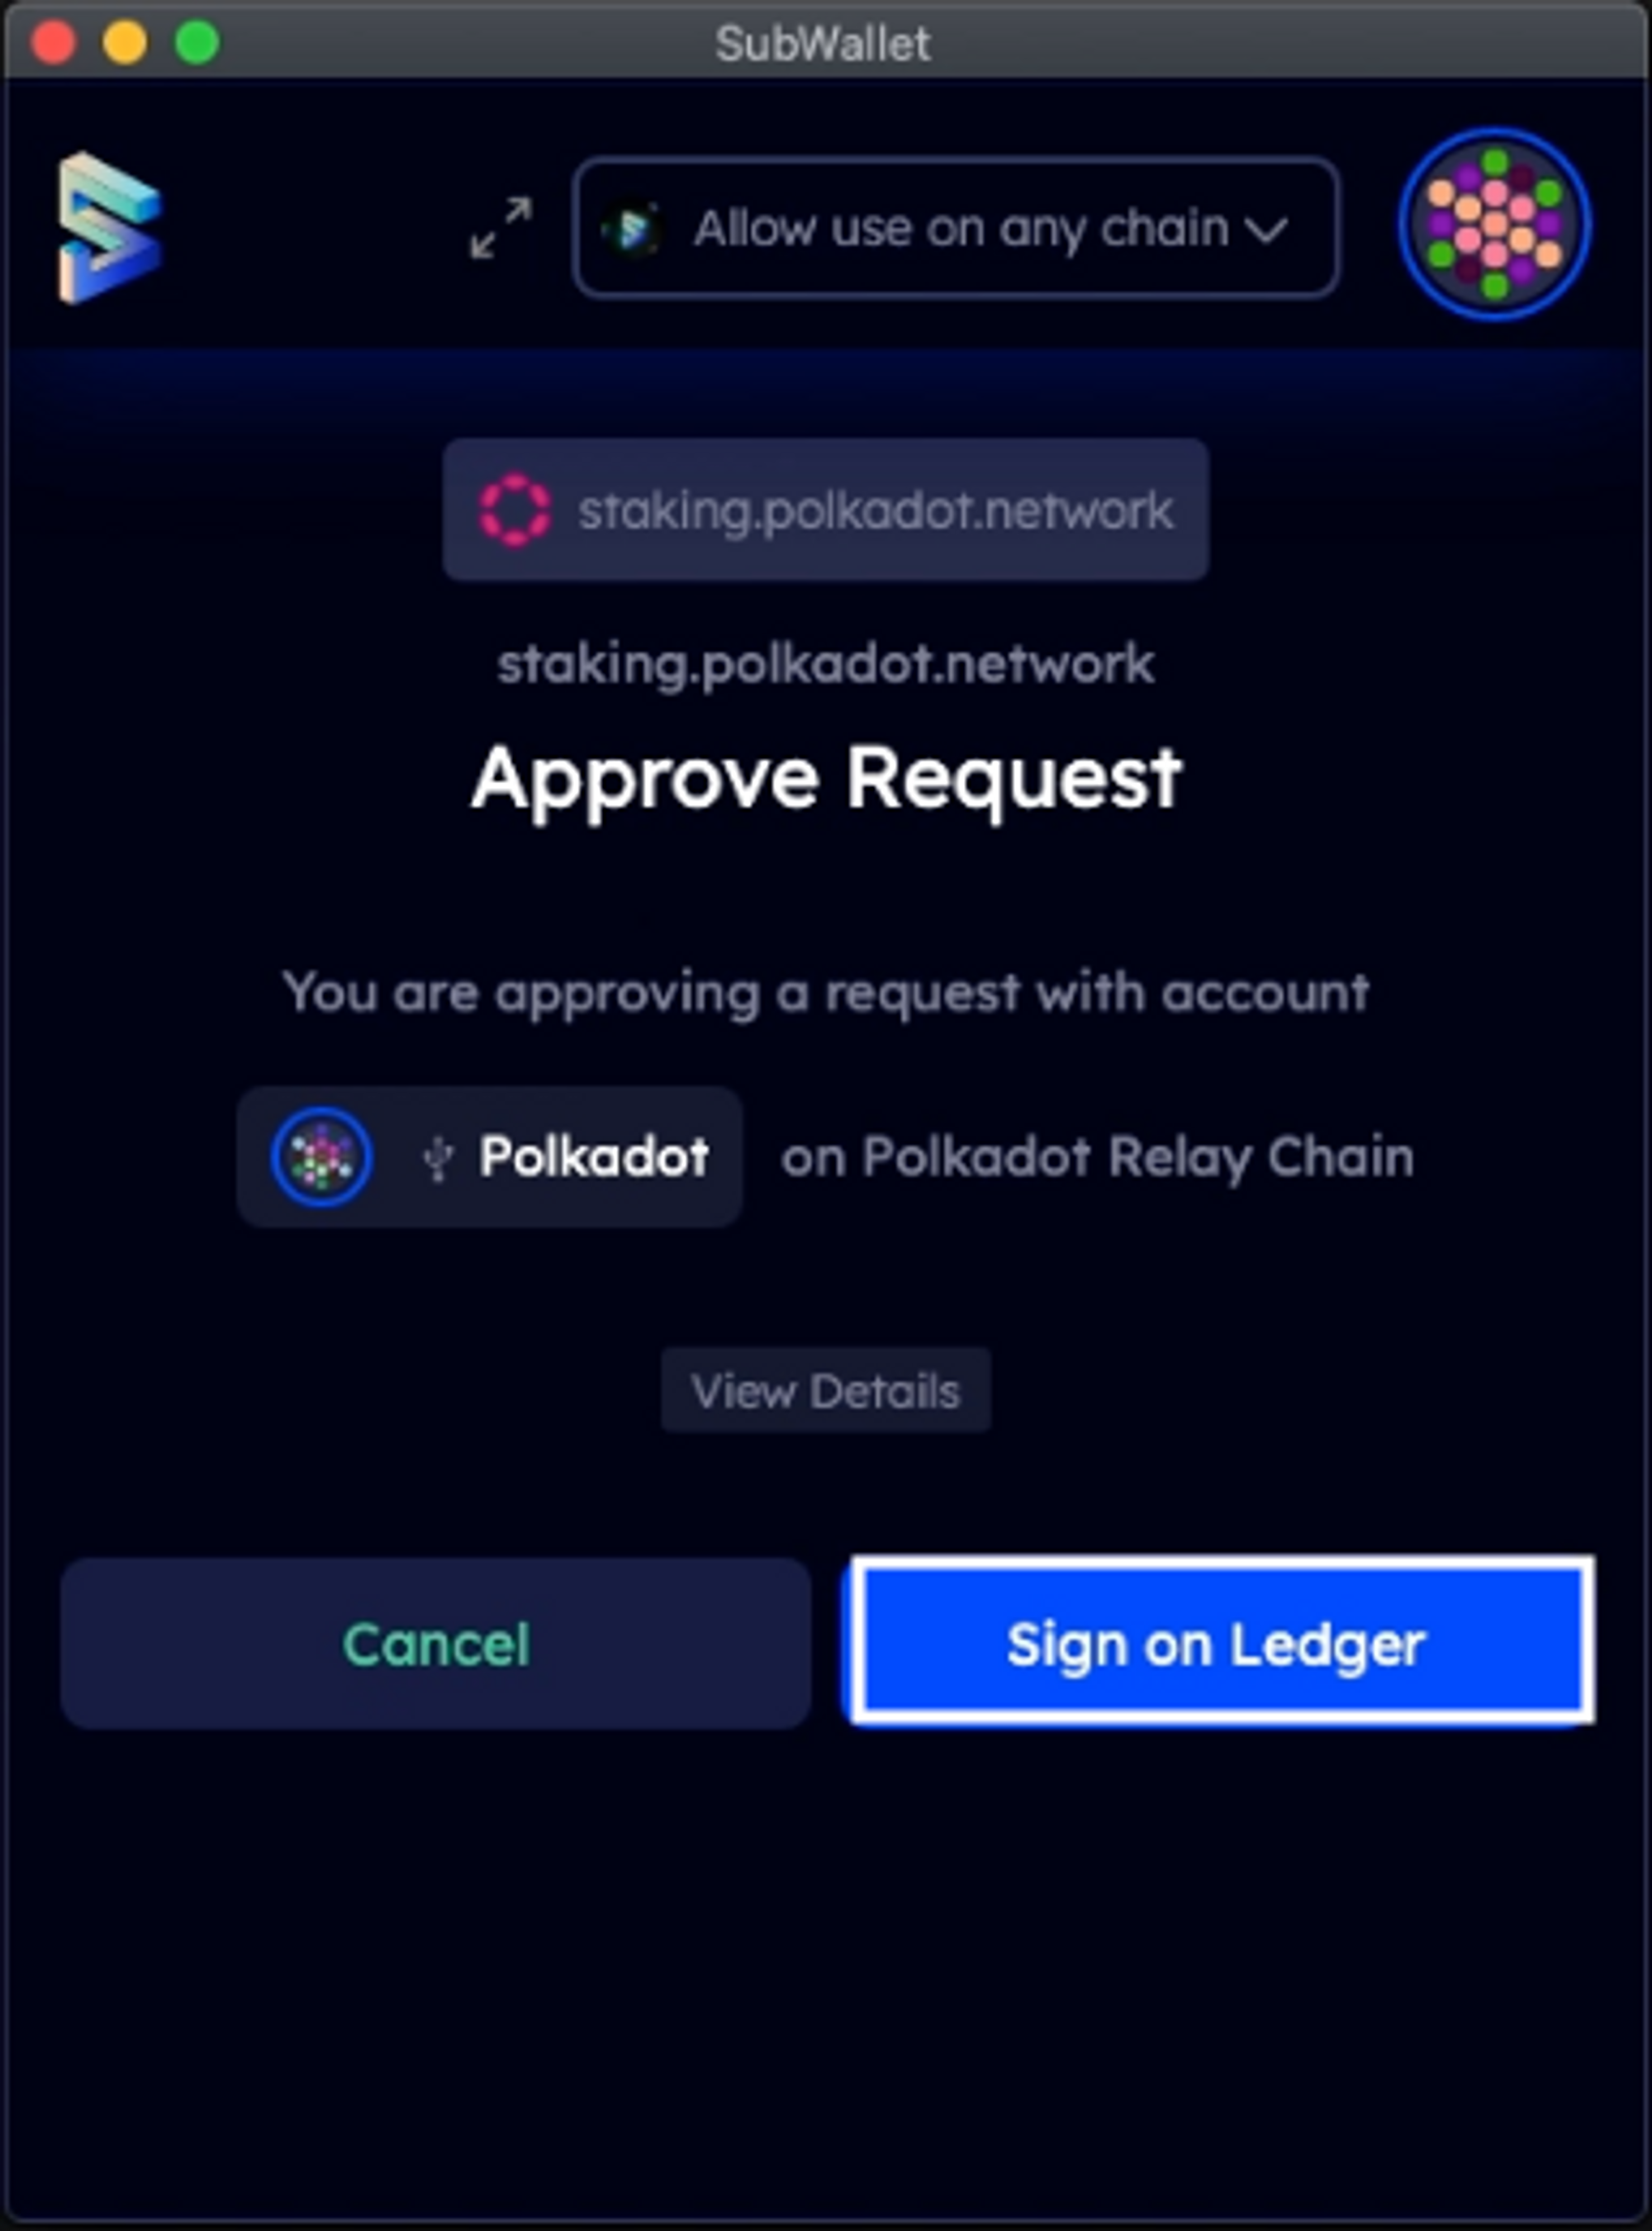 SubWallet
Allow use on any chain
staking.polkadot.network
staking.polkadot.network
Approve Request
You are approving a request with account
Polkadot on Polkadot Relay Chain
View Details
Cancel Sign on Ledger